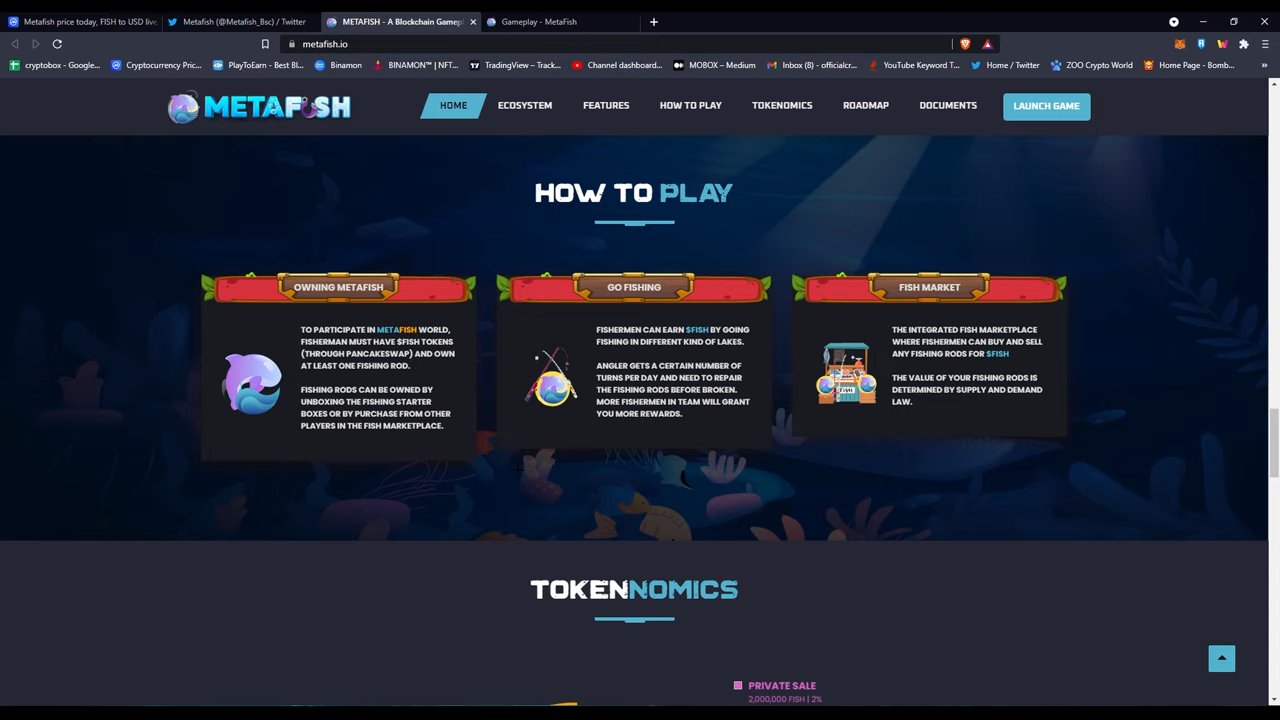 Metafish price today, FISH to USD live
Metafish (@Metafish_Bsc) / Twitter
METAFISH - A Blockchain Gamepl
Gameplay - MetaFish
metafish.io
cryptobox - Google...
Cryptocurrency Pric...
PlayToEarn - Best Bl...
Binamon
BINAMON™ | NFT...
TradingView – Track...
Channel dashboard...
MOBOX – Medium
Inbox (8) - officialcr...
YouTube Keyword T...
Home / Twitter
ZOO Crypto World
Home Page - Bomb...
METAFISH
HOME
ECOSYSTEM
FEATURES
HOW TO PLAY
TOKENOMICS
ROADMAP
DOCUMENTS
LAUNCH GAME
HOW TO PLAY
OWNING METAFISH
TO PARTICIPATE IN METAFISH WORLD,
FISHERMAN MUST HAVE $FISH TOKENS
(THROUGH PANCAKESWAP) AND OWN
AT LEAST ONE FISHING ROD.
FISHING RODS CAN BE OWNED BY
UNBOXING THE FISHING STARTER
BOXES OR BY PURCHASE FROM OTHER
PLAYERS IN THE FISH MARKETPLACE.
GO FISHING
FISHERMEN CAN EARN $FISH BY GOING
FISHING IN DIFFERENT KIND OF LAKES.
ANGLER GETS A CERTAIN NUMBER OF
TURNS PER DAY AND NEED TO REPAIR
THE FISHING RODS BEFORE BROKEN.
MORE FISHERMEN IN TEAM WILL GRANT
YOU MORE REWARDS.
FISH MARKET
THE INTEGRATED FISH MARKETPLACE
WHERE FISHERMEN CAN BUY AND SELL
ANY FISHING RODS FOR $FISH
THE VALUE OF YOUR FISHING RODS IS
DETERMINED BY SUPPLY AND DEMAND
LAW.
TOKENNOMICS
PRIVATE SALE
2,000,000 FISH | 2%